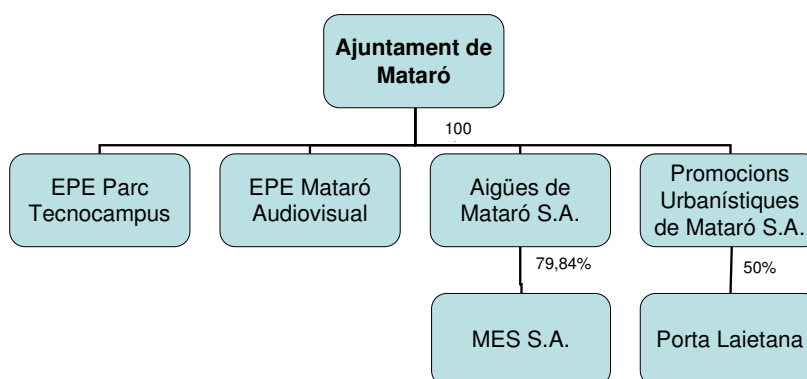 Ajuntament de
Mataró
100
EPE Parc
Tecnocampus
EPE Mataró
Audiovisual
Aigües de
Mataró S.A.
Promocions
Urbanístiques
de Mataró S.A.
79,84%
50%
MES S.A.
Porta Laietana